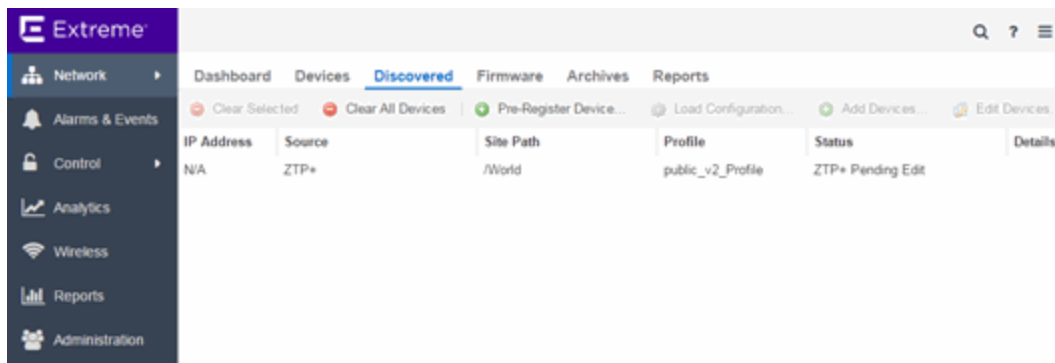 Extreme
?
Network
Dashboard Devices Discovered Firmware Archives Reports
Clear Selected Clear All Devices Pre-Register Device... Load Configuration... Add Devices... Edit Devices
Alarms & Events
IP Address Source Site Path Profile Status Details
Control
N/A ZTP+ /World public_v2_Profile ZTP+ Pending Edit
Analytics
Wireless
Reports
Administration